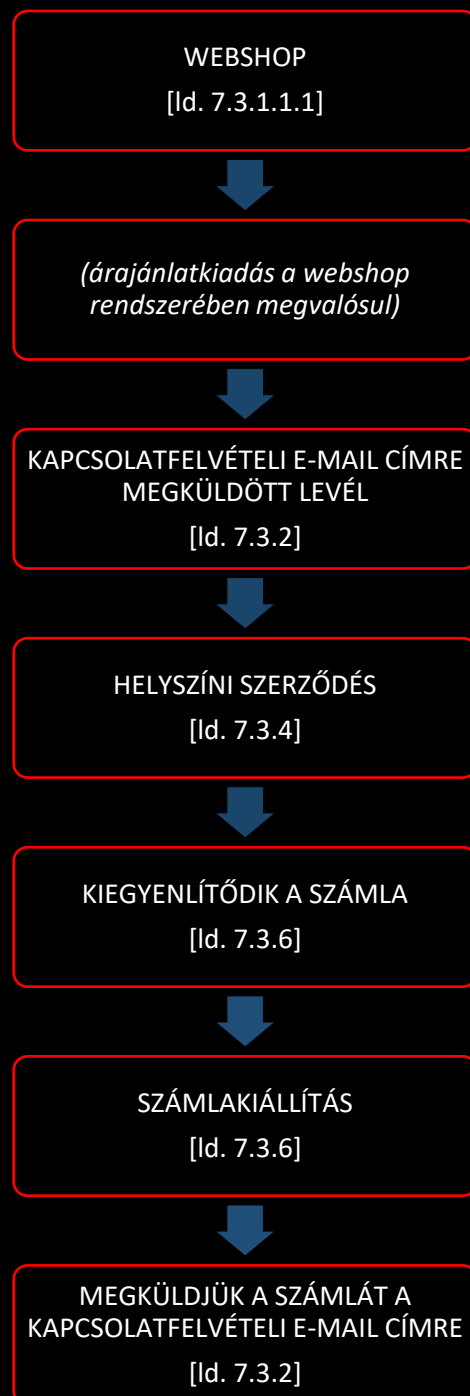 WEBSHOP
[ld. 7.3.1.1.1]
(árajánlatkiadás a webshop
rendszerében megvalósul)
KAPCSOLATFELVÉTELI E-MAIL CÍMRE
MEGKÜLDÖTT LEVÉL
[ld. 7.3.2]
HELYSZÍNI SZERZŐDÉS
[ld. 7.3.4]
KIEGYENLÍTŐDIK A SZÁMLA
[ld. 7.3.6]
SZÁMLAKIÁLLÍTÁS
[ld. 7.3.6]
MEGKÜLDJÜK A SZÁMLÁT A
KAPCSOLATFELVÉTELI E-MAIL CÍMRE
[ld. 7.3.2]